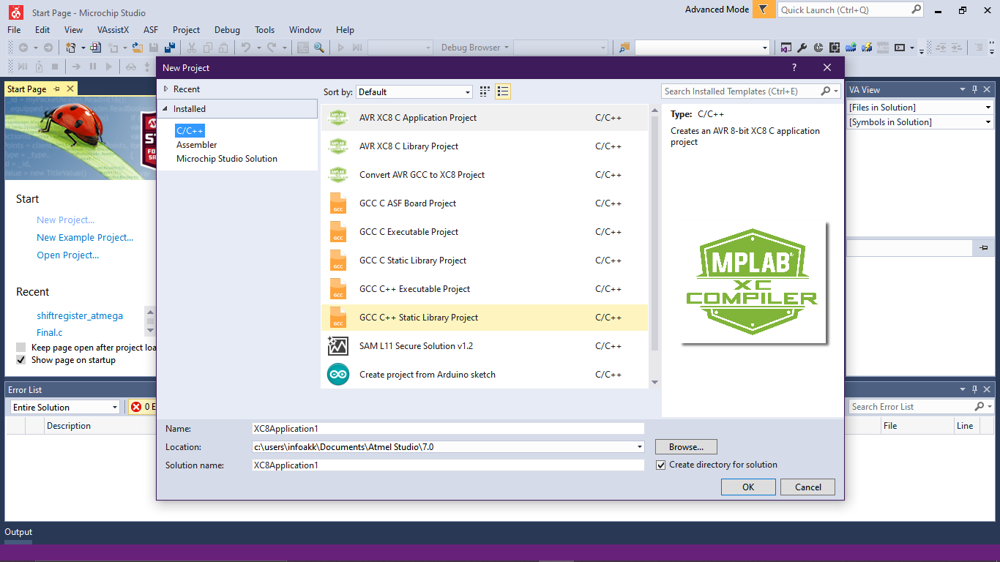 Start Page - Microchip Studio
Advanced Mode
Quick Launch (Ctrl+Q)
File Edit View VAssistX ASF Project Debug Tools Window Help
Debug Browser
New Project
?
Start Page
Recent
Installed
C/C++
Assembler
Microchip Studio Solution
Sort by: Default
Search Installed Templates (Ctrl+E)
AVR XC8 C Application Project C/C++
AVR XC8 C Library Project C/C++
Convert AVR GCC to XC8 Project C/C++
GCC C ASF Board Project C/C++
GCC C Executable Project C/C++
GCC C Static Library Project C/C++
GCC C++ Executable Project C/C++
GCC C++ Static Library Project C/C++
SAM L11 Secure Solution v1.2 C/C++
Create project from Arduino sketch C/C++
Type: C/C++
Creates an AVR 8-bit XC8 C application
project
MPLAB
XC
COMPILER
Name: XC8Application1
Location: c:\users\infoakk\Documents\Atmel Studio\7.0
Browse...
Solution name: XC8Application1
Create directory for solution
OK
Cancel
Start
New Project...
New Example Project...
Open Project...
Recent
shiftregister_atmega
Final.c
Keep page open after project loa
Show page on startup
VA View
[Files in Solution]
[Symbols in Solution]
Error List
Entire Solution
0 E
Search Error List
Description
File
Line
Output